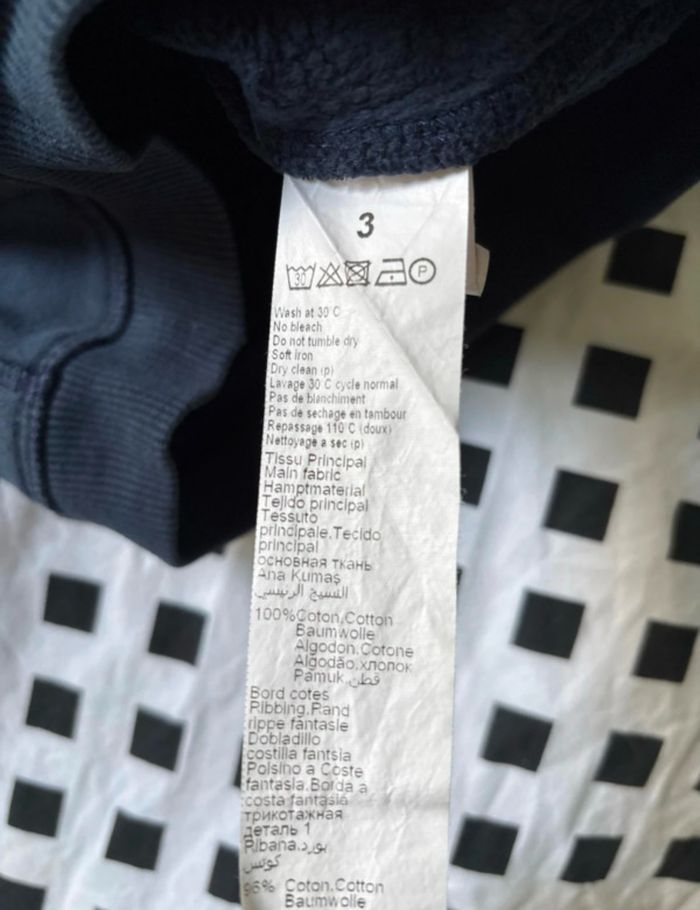 3
30 P
Wash at 30 C
No bleach
Do not tumble dry
Soft iron
Dry clean (p)
Lavage 30 C cycle normal
Pas de blanchiment
Pas de sechage en tambour
Repassage 110 C (doux)
Nettoyage a sec (p)
Tissu Principal
Main fabric
Hamptmaterial
Tejido principal
Tessuto
principale.Tecido
principal
основная ткань
Ana Kumaş
النسيج الرئيسي
100%Coton.Cotton
Baumwolle
Algodon.Cotone
Algodão.хлопок
Pamuk.قطن
Bord cotes
Ribbing.Rand
rippe fantasie
Dobladillo
costilla fantsia
Polsino a Coste
fantasia.Borda a
costa fantasia
трикотажная
деталь 1
Ribana.بورد
كوتس
96% Coton.Cotton
Baumwolle